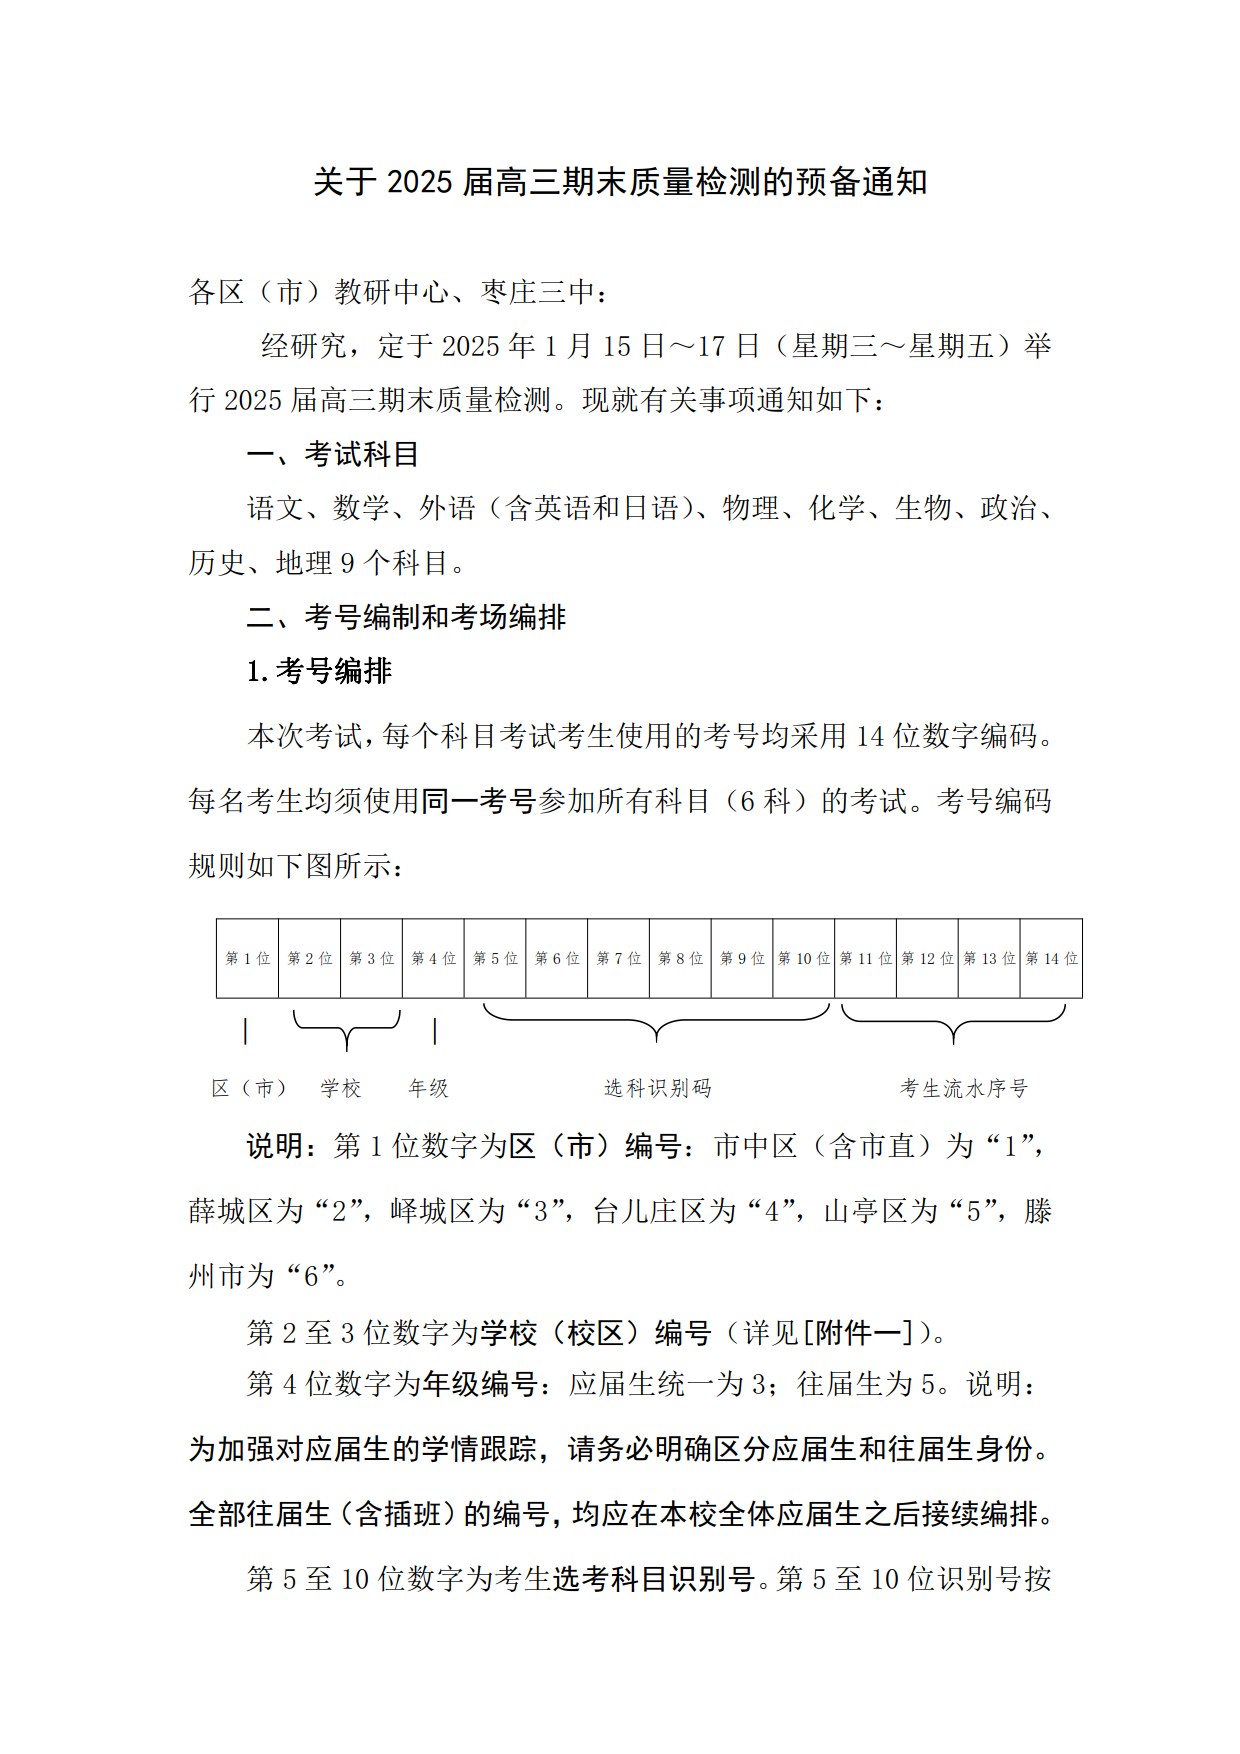 关于 2025 届高三期末质量检测的预备通知
各区（市）教研中心、枣庄三中：
经研究，定于 2025 年 1 月 15 日～17 日（星期三～星期五）举
行 2025 届高三期末质量检测。现就有关事项通知如下：
一、考试科目
语文、数学、外语（含英语和日语）、物理、化学、生物、政治、
历史、地理 9 个科目。
二、考号编制和考场编排
1.考号编排
本次考试，每个科目考试考生使用的考号均采用 14 位数字编码。
每名考生均须使用同一考号参加所有科目（6 科）的考试。考号编码
规则如下图所示：
第 1 位 第 2 位 第 3 位 第 4 位 第 5 位 第 6 位 第 7 位 第 8 位 第 9 位 第 10 位 第 11 位 第 12 位 第 13 位 第 14 位
区（市） 学校 年级 选科识别码 考生流水序号
说明：第 1 位数字为区（市）编号：市中区（含市直）为“1”，
薛城区为“2”，峄城区为“3”，台儿庄区为“4”，山亭区为“5”，滕
州市为“6”。
第 2 至 3 位数字为学校（校区）编号（详见[附件一]）。
第 4 位数字为年级编号：应届生统一为 3；往届生为 5。说明：
为加强对应届生的学情跟踪，请务必明确区分应届生和往届生身份。
全部往届生（含插班）的编号，均应在本校全体应届生之后接续编排。
第 5 至 10 位数字为考生选考科目识别号。第 5 至 10 位识别号按